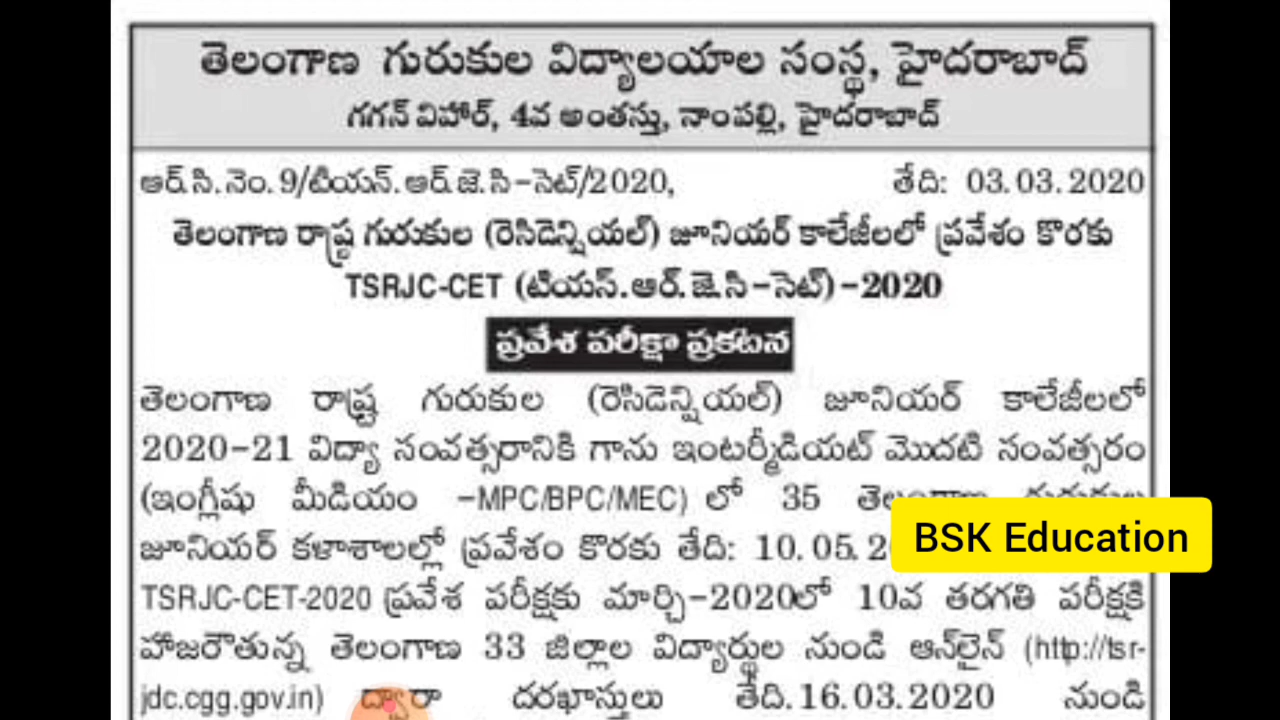 తెలంగాణ గురుకుల విద్యాలయాల సంస్థ, హైదరాబాద్
గగన్ విహార్, 4వ అంతస్తు, నాంపల్లి, హైదరాబాద్
ఆర్.సి.నెం.9/టియస్.ఆర్.జె.సి-సెట్/2020, తేది: 03.03.2020
తెలంగాణ రాష్ట్ర గురుకుల (రెసిడెన్షియల్) జూనియర్ కాలేజీలలో ప్రవేశం కొరకు
TSRJC-CET (టియస్.ఆర్.జె.సి-సెట్)-2020
ప్రవేశ పరీక్షా ప్రకటన
తెలంగాణ రాష్ట్ర గురుకుల (రెసిడెన్షియల్) జూనియర్ కాలేజీలలో
2020-21 విద్యా సంవత్సరానికి గాను ఇంటర్మీడియట్ మొదటి సంవత్సరం
(ఇంగ్లీషు మీడియం -MPC/BPC/MEC) లో 35
BSK Education
జూనియర్ కళాశాలల్లో ప్రవేశం కొరకు తేది: 10.05.2
TSRJC-CET-2020 ప్రవేశ పరీక్షకు మార్చి-2020లో 10వ తరగతి పరీక్షకి
హాజరౌతున్న తెలంగాణ 33 జిల్లాల విద్యార్థుల నుండి ఆన్‌లైన్ (http://tsr-
jdc.cgg.gov.in) ద్వారా దరఖాస్తులు తేది.16.03.2020 నుండి